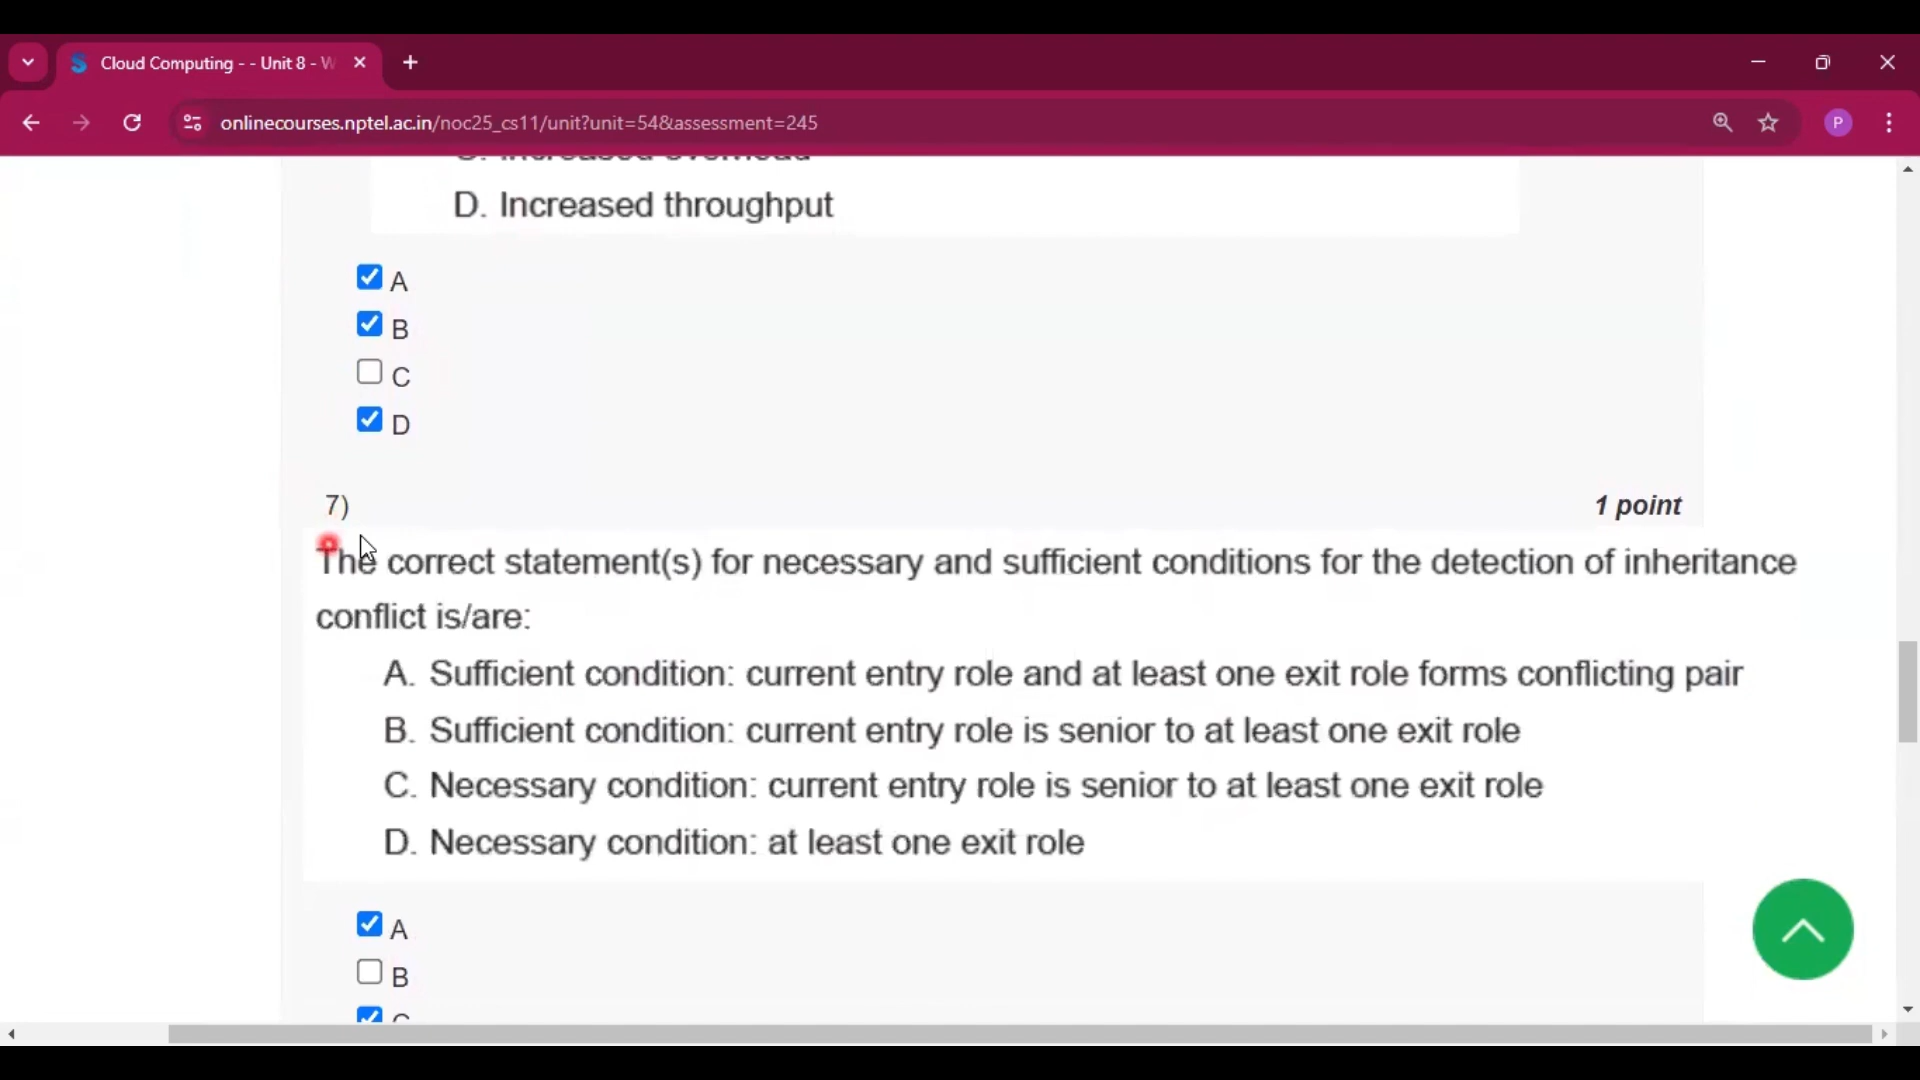 Cloud Computing - - Unit 8 - W
onlinecourses.nptel.ac.in/noc25_cs11/unit?unit=54&assessment=245
P
C. Increased overhead
D. Increased throughput
A
B
C
D
7)
1 point
The correct statement(s) for necessary and sufficient conditions for the detection of inheritance
conflict is/are:
A. Sufficient condition: current entry role and at least one exit role forms conflicting pair
B. Sufficient condition: current entry role is senior to at least one exit role
C. Necessary condition: current entry role is senior to at least one exit role
D. Necessary condition: at least one exit role
A
B
C